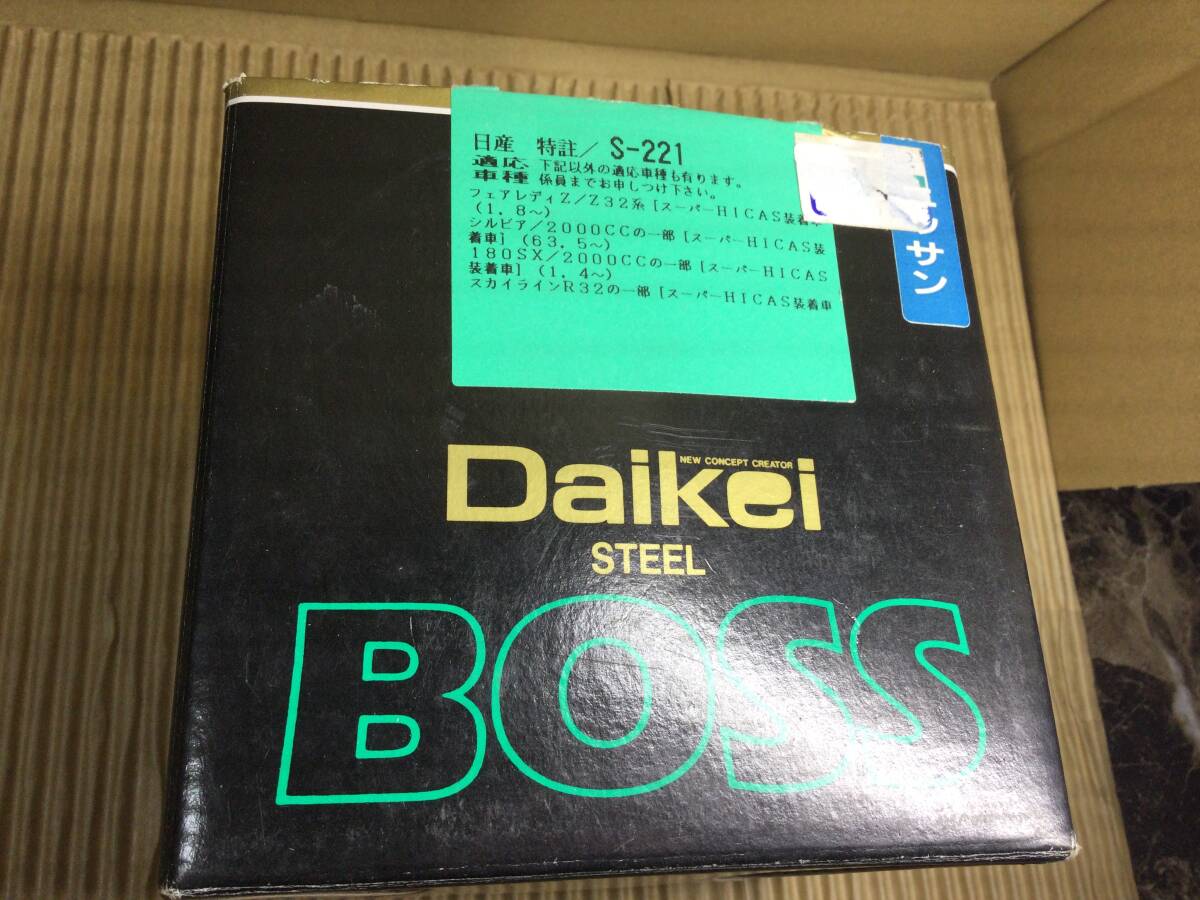 日産 特註/ S-221
適応 下記以外の適応車種も有ります。
車種 係員までお申しつけ下さい。
フェアレディZ/Z32系[スーパーHICAS装着車
(1.8~)
シルビア/2000CCの一部[スーパーHICAS装
着車](63.5~)
180SX/2000CCの一部[スーパーHICAS
装着車](1.4~)
スカイラインR32の一部[スーパーHICAS装着車
ニッサン
NEW CONCEPT CREATOR
Daikei
STEEL
BOSS